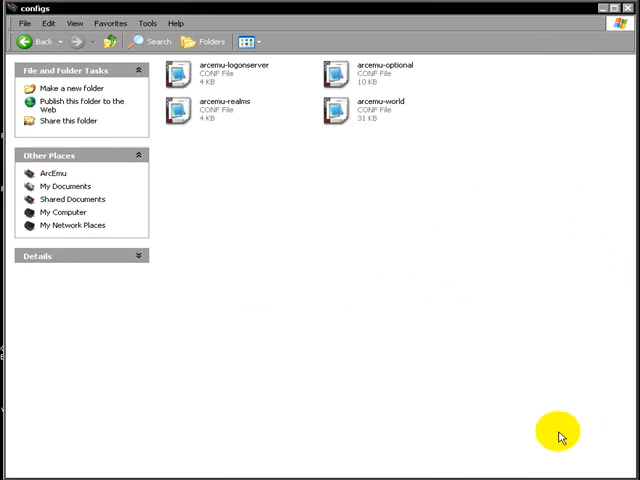 configs
File Edit View Favorites Tools Help
Back Search Folders
File and Folder Tasks
Make a new folder
Publish this folder to the
Web
Share this folder
Other Places
ArcEmu
My Documents
Shared Documents
My Computer
My Network Places
Details
arcemu-logonserver
CONF File
4 KB
arcemu-optional
CONF File
10 KB
arcemu-realms
CONF File
4 KB
arcemu-world
CONF File
31 KB